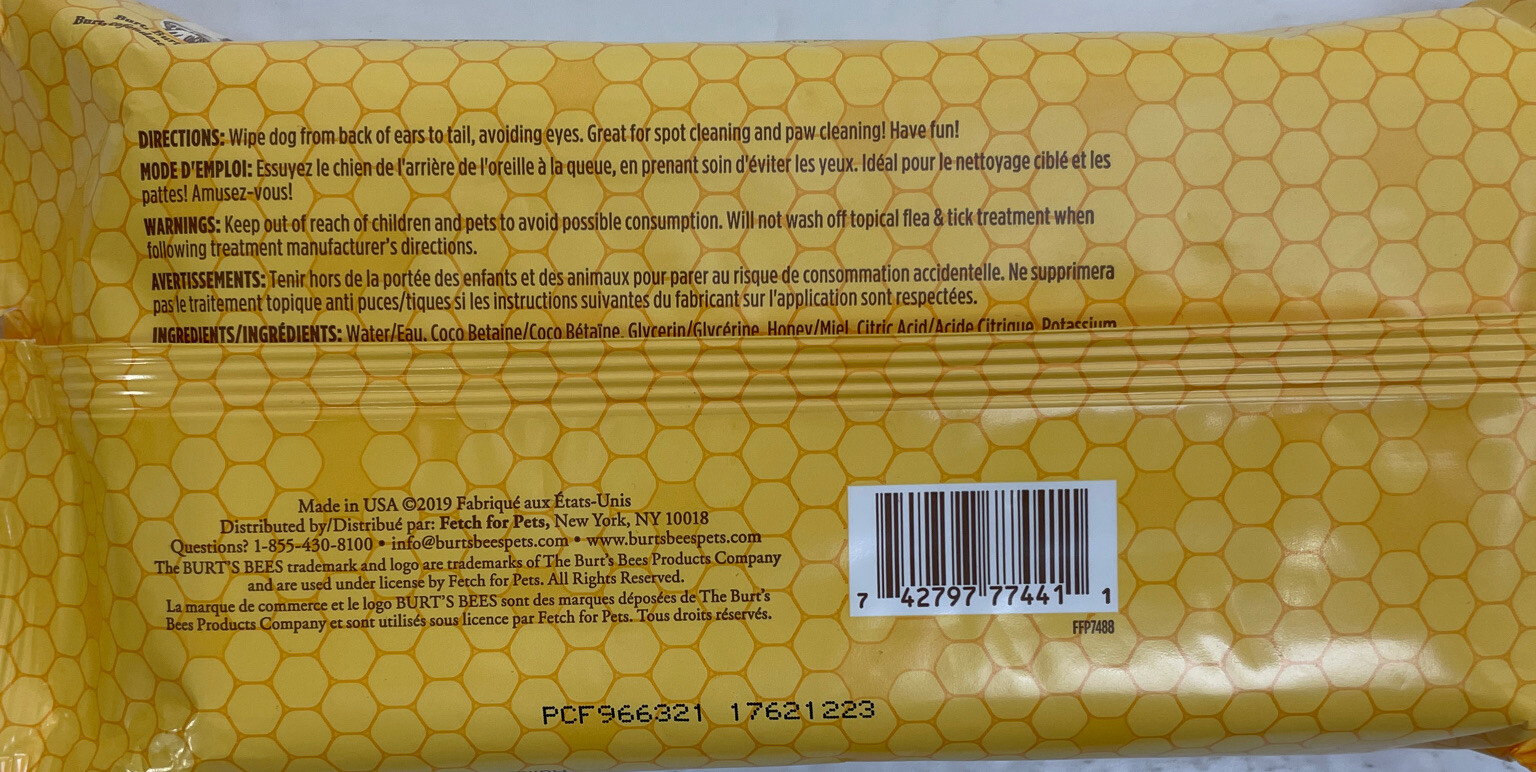 DIRECTIONS: Wipe dog from back of ears to tail, avoiding eyes. Great for spot cleaning and paw cleaning! Have fun!
MODE D'EMPLOI: Essuyez le chien de l'arrière de l'oreille à la queue, en prenant soin d'éviter les yeux. Idéal pour le nettoyage ciblé et les
pattes! Amusez-vous!
WARNINGS: Keep out of reach of children and pets to avoid possible consumption. Will not wash off topical flea & tick treatment when
following treatment manufacturer's directions.
AVERTISSEMENTS: Tenir hors de la portée des enfants et des animaux pour parer au risque de consommation accidentelle. Ne supprimera
pas le traitement topique anti puces/tiques si les instructions suivantes du fabricant sur l'application sont respectées.
INGREDIENTS/INGRÉDIENTS: Water/Eau, Coco Betaine/Coco Bétaïne, Glycerin/Glycérine, Honey/Miel, Citric Acid/Acide Citrique, Potassium
Made in USA ©2019 Fabriqué aux États-Unis
Distributed by/Distribué par: Fetch for Pets, New York, NY 10018
Questions? 1-855-430-8100 • info@burtsbeespets.com • www.burtsbeespets.com
The BURT'S BEES trademark and logo are trademarks of The Burt's Bees Products Company
and are used under license by Fetch for Pets. All Rights Reserved.
La marque de commerce et le logo BURT'S BEES sont des marques déposées de The Burt's
Bees Products Company et sont utilisés sous licence par Fetch for Pets. Tous droits réservés.
7 42797 77441 1
FFP7488
PCF966321 17621223